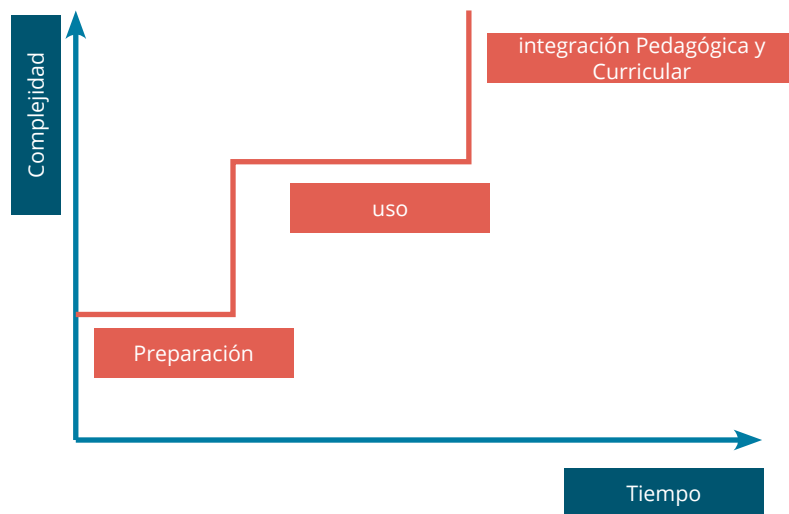 Complejidad
integración Pedagógica y
Curricular
uso
Preparación
Tiempo